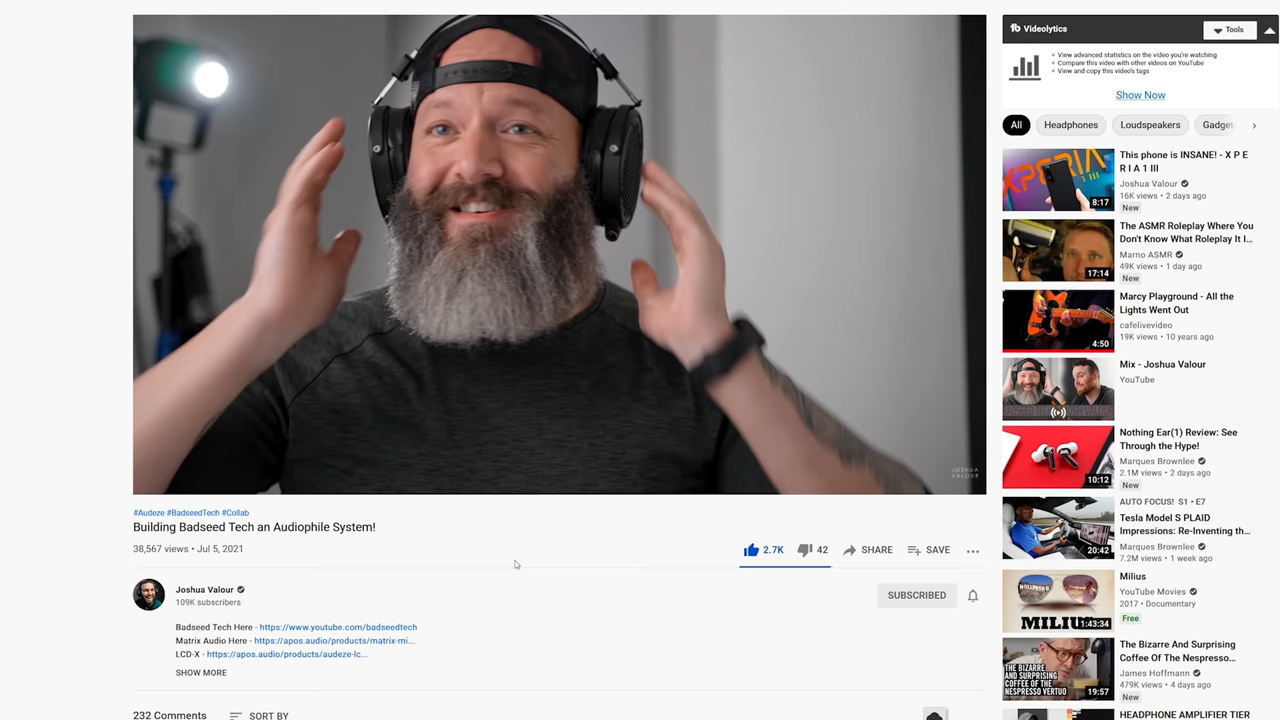 JOSHUA
VALOUR
#Audeze #BadseedTech #Collab
Building Badseed Tech an Audiophile System!
38,567 views • Jul 5, 2021
2.7K
42
SHARE
SAVE
Joshua Valour
109K subscribers
SUBSCRIBED
Badseed Tech Here - https://www.youtube.com/badseedtech
Matrix Audio Here - https://apos.audio/products/matrix-mi...
LCD-X - https://apos.audio/products/audeze-lc...
SHOW MORE
232 Comments
SORT BY
Videolytics
Tools
View advanced statistics on the video you're watching
Compare this video with other videos on YouTube
View and copy this video's tags
Show Now
All
Headphones
Loudspeakers
Gadget
XPERIA
1 III
8:17
This phone is INSANE! - X P E
R I A 1 III
Joshua Valour
16K views • 2 days ago
New
17:14
The ASMR Roleplay Where You
Don't Know What Roleplay It I...
Marno ASMR
49K views • 1 day ago
New
4:50
Marcy Playground - All the
Lights Went Out
cafelivevideo
19K views • 10 years ago
Mix - Joshua Valour
YouTube
10:12
Nothing Ear(1) Review: See
Through the Hype!
Marques Brownlee
2.1M views • 2 days ago
New
20:42
AUTO FOCUS! S1 • E7
Tesla Model S PLAID
Impressions: Re-Inventing th...
Marques Brownlee
7.2M views • 1 week ago
MILIUS
1:43:34
Milius
YouTube Movies
2017 • Documentary
Free
THE BIZARRE
AND SURPRISING
COFFEE OF THE
NESPRESSO VERTUO
19:57
The Bizarre And Surprising
Coffee Of The Nespresso...
James Hoffmann
479K views • 4 days ago
New
HEADPHONE AMPLIFIER TIER